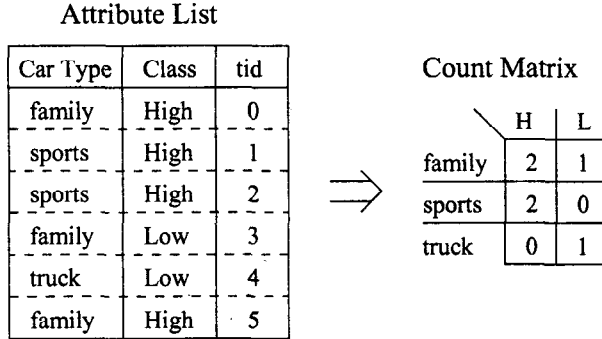 Attribute List
Car Type Class tid
family High 0
sports High 1
sports High 2
family Low 3
truck Low 4
family High 5
Count Matrix
H L
family 2 1
sports 2 0
truck 0 1